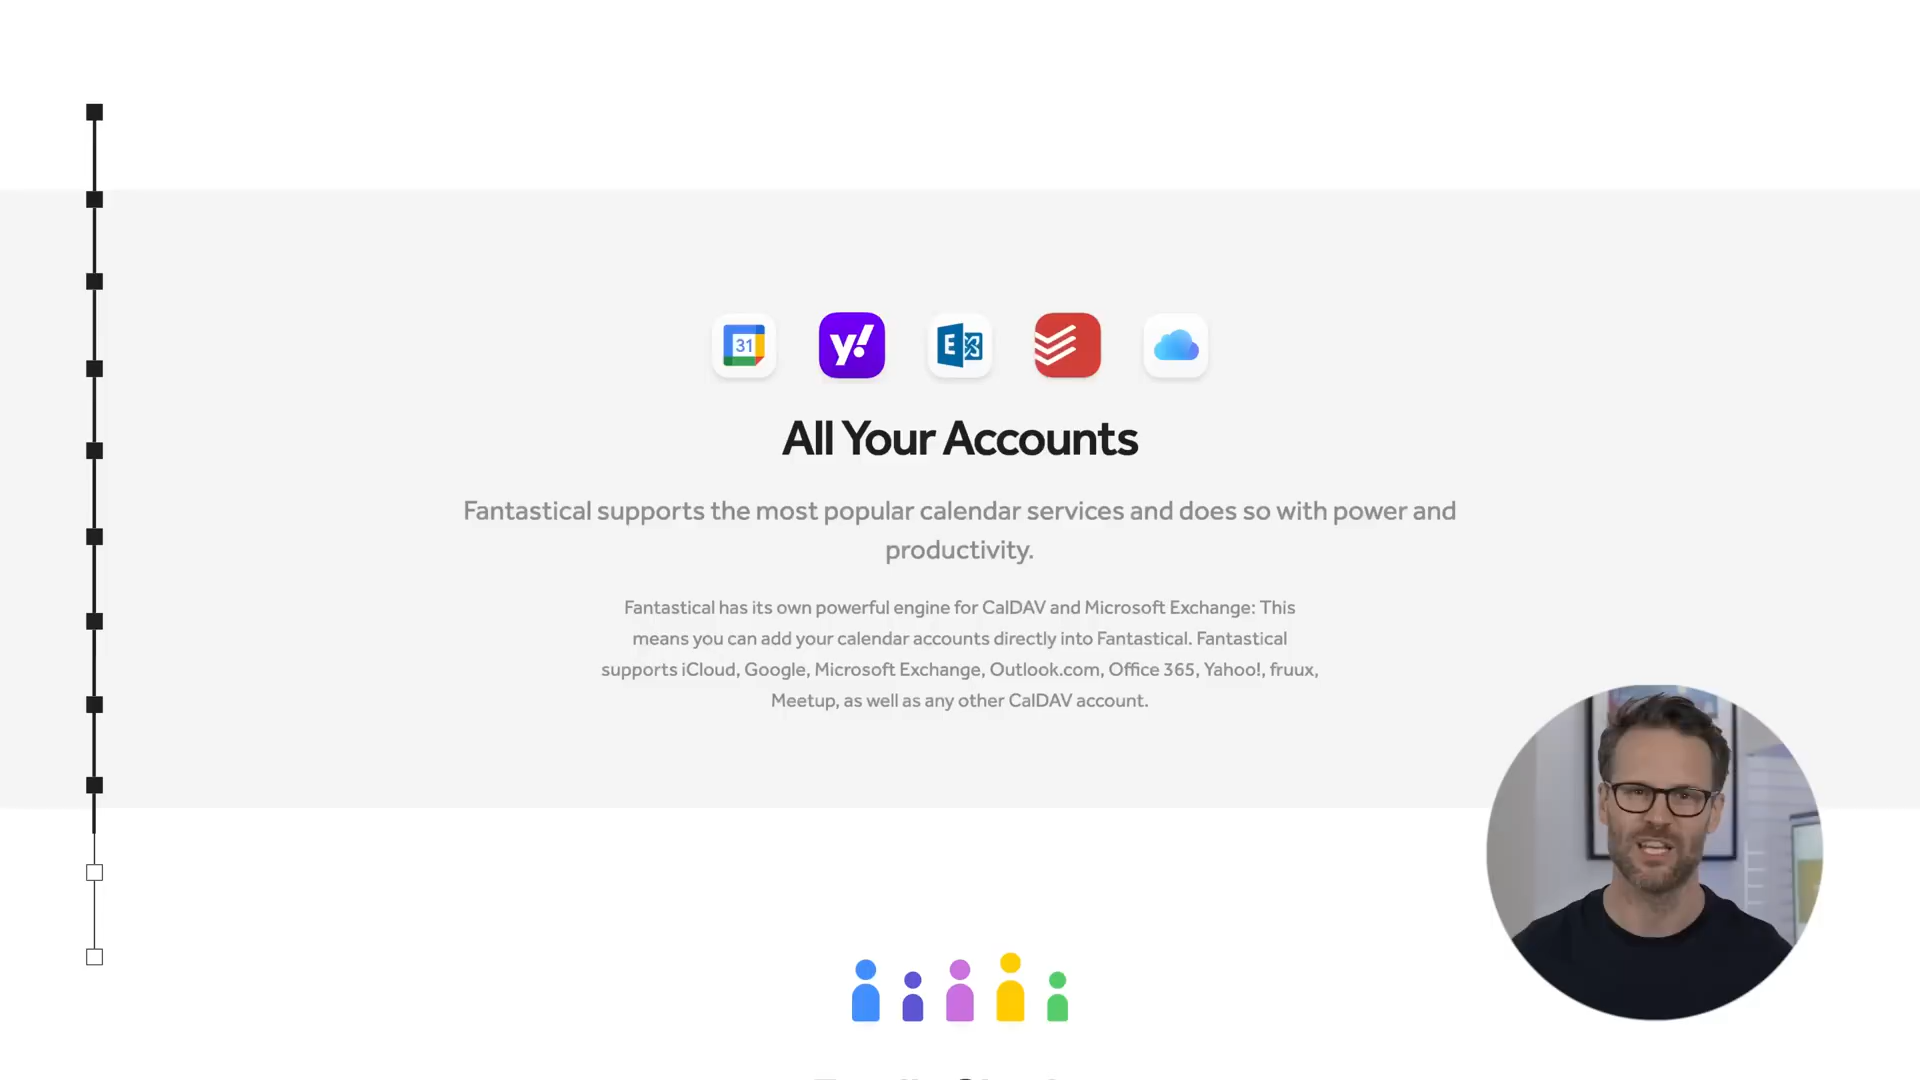 31
y!
E
All Your Accounts
Fantastical supports the most popular calendar services and does so with power and
productivity.
Fantastical has its own powerful engine for CalDAV and Microsoft Exchange: This
means you can add your calendar accounts directly into Fantastical. Fantastical
supports iCloud, Google, Microsoft Exchange, Outlook.com, Office 365, Yahoo!, fruux,
Meetup, as well as any other CalDAV account.